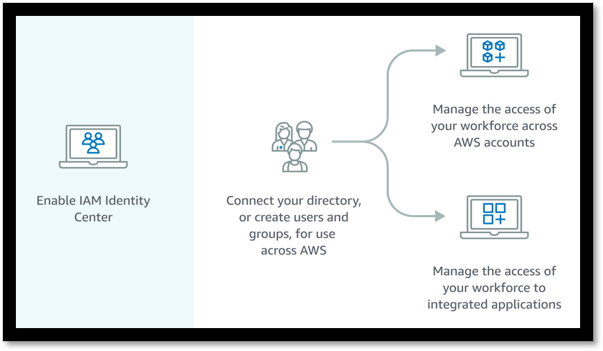 Enable IAM Identity
Center
Connect your directory,
or create users and
groups, for use
across AWS
Manage the access of
your workforce across
AWS accounts
Manage the access of
your workforce to
integrated applications